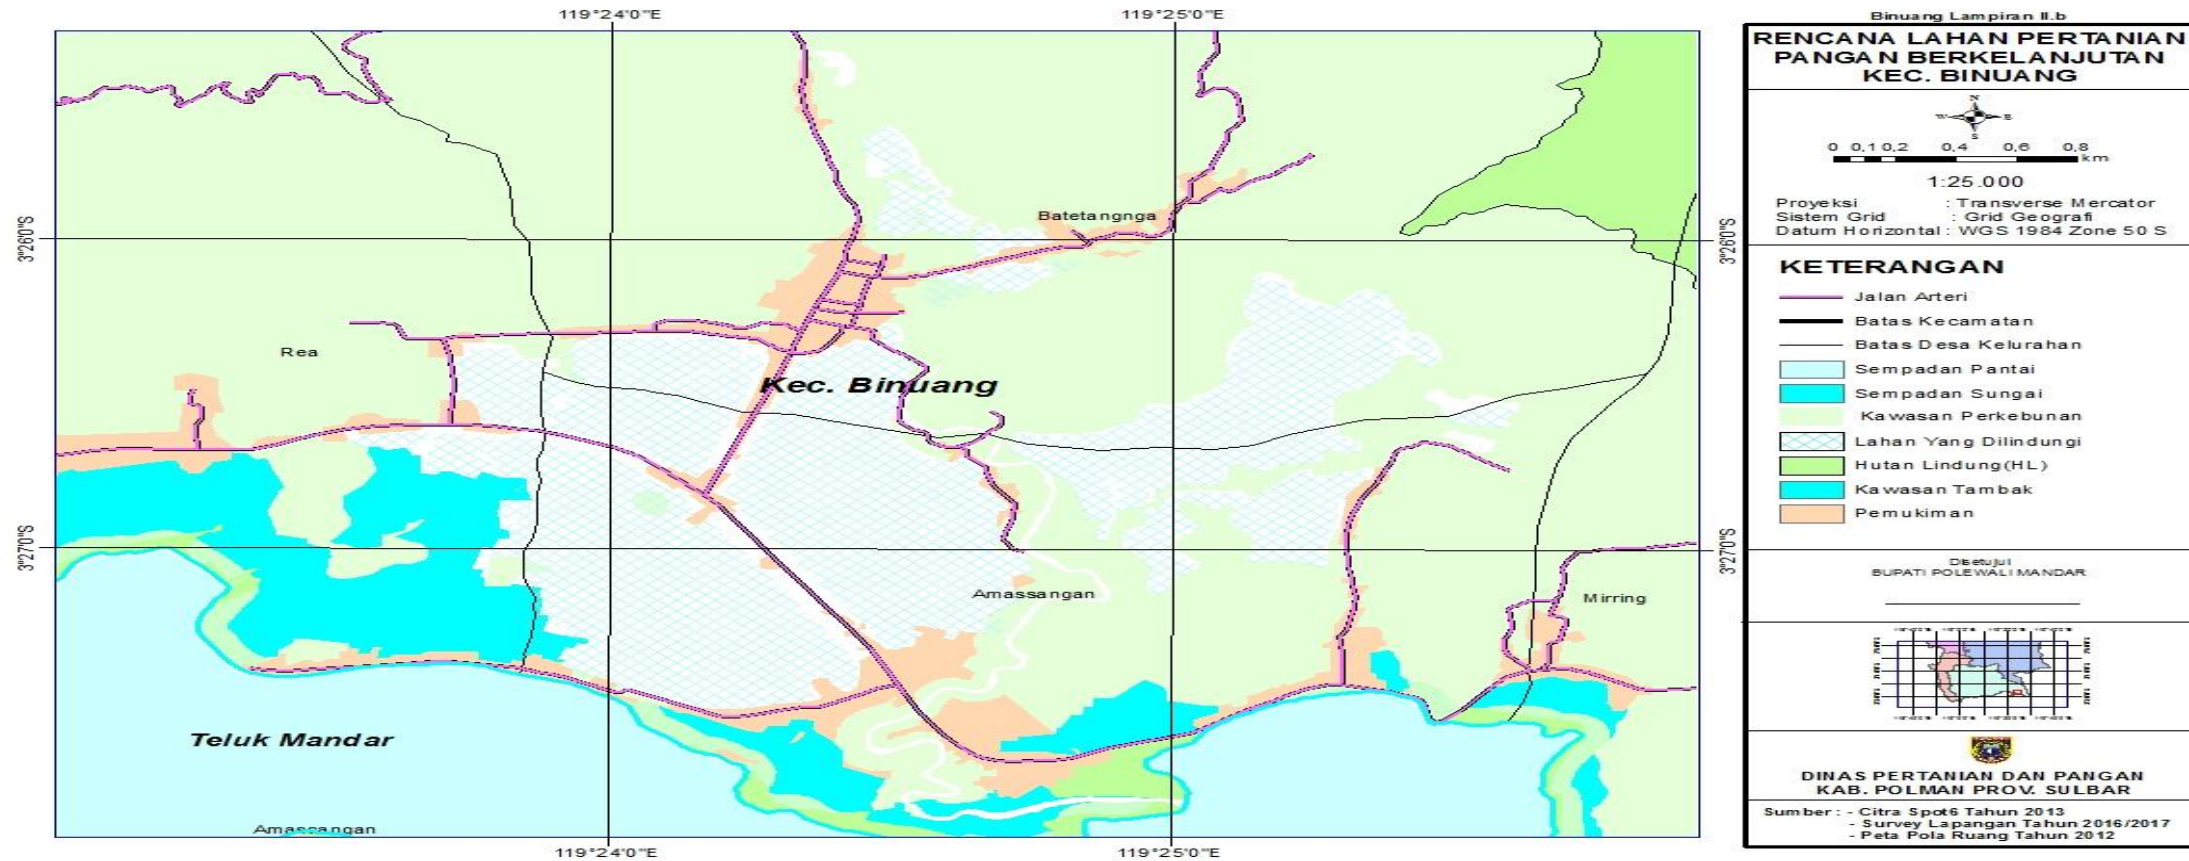 119°24'0"E
119°25'0"E
3°26'0"S
3°26'0"S
3°27'0"S
3°27'0"S
Batetangnga
Rea
Kec. Binuang
Amassangan
Mirring
Teluk Mandar
Amassangan
119°24'0"E
119°25'0"E
Binuang Lampiran II.b
RENCANA LAHAN PERTANIAN
PANGAN BERKELANJUTAN
KEC. BINUANG
N
W E
S
0 0,1 0,2 0,4 0,6 0,8
km
1:25.000
Proyeksi : Transverse Mercator
Sistem Grid : Grid Geografi
Datum Horizontal : WGS 1984 Zone 50 S
KETERANGAN
Jalan Arteri
Batas Kecamatan
Batas Desa Kelurahan
Sempadan Pantai
Sempadan Sungai
Kawasan Perkebunan
Lahan Yang Dilindungi
Hutan Lindung(HL)
Kawasan Tambak
Pemukiman
Disetujui
BUPATI POLEWALI MANDAR
DINAS PERTANIAN DAN PANGAN
KAB. POLMAN PROV. SULBAR
Sumber : - Citra Spot6 Tahun 2013
- Survey Lapangan Tahun 2016/2017
- Peta Pola Ruang Tahun 2012